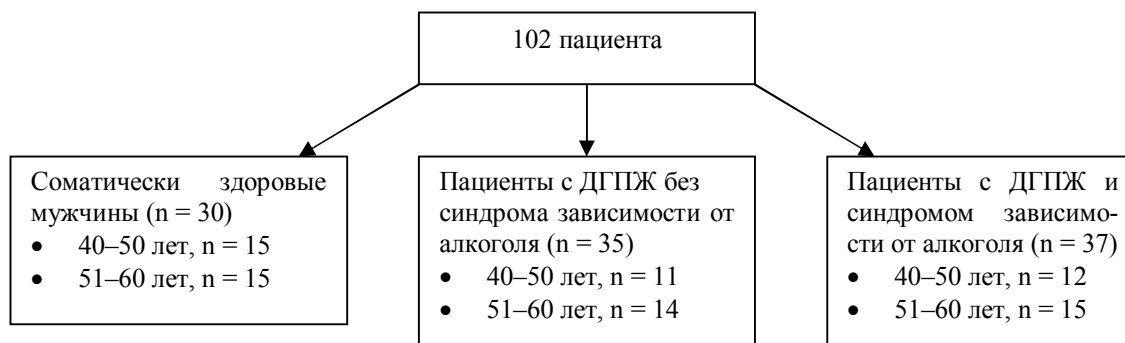 102 пациента
Соматически здоровые
мужчины (n = 30)
• 40–50 лет, n = 15
• 51–60 лет, n = 15
Пациенты с ДГПЖ без
синдрома зависимости от
алкоголя (n = 35)
• 40–50 лет, n = 11
• 51–60 лет, n = 14
Пациенты с ДГПЖ и
синдромом зависимо-
сти от алкоголя (n = 37)
• 40–50 лет, n = 12
• 51–60 лет, n = 15